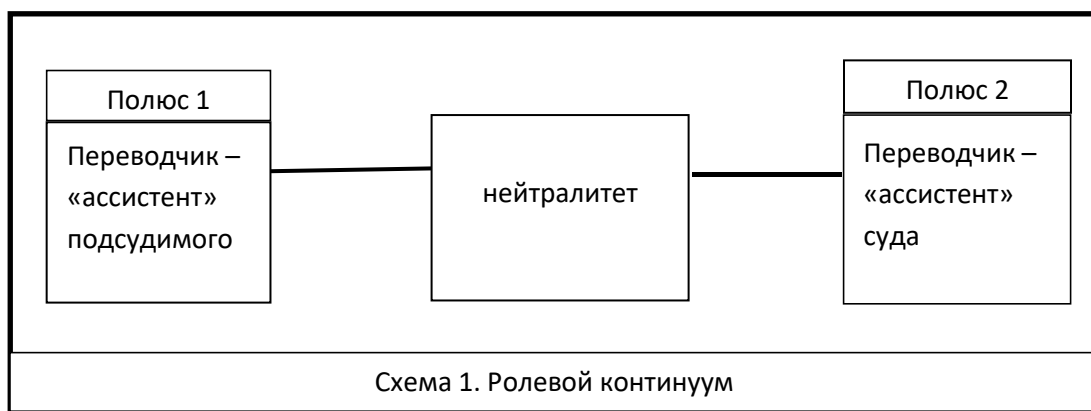 Полюс 1
Переводчик –
«ассистент»
подсудимого
нейтралитет
Полюс 2
Переводчик –
«ассистент»
суда
Схема 1. Ролевой континуум